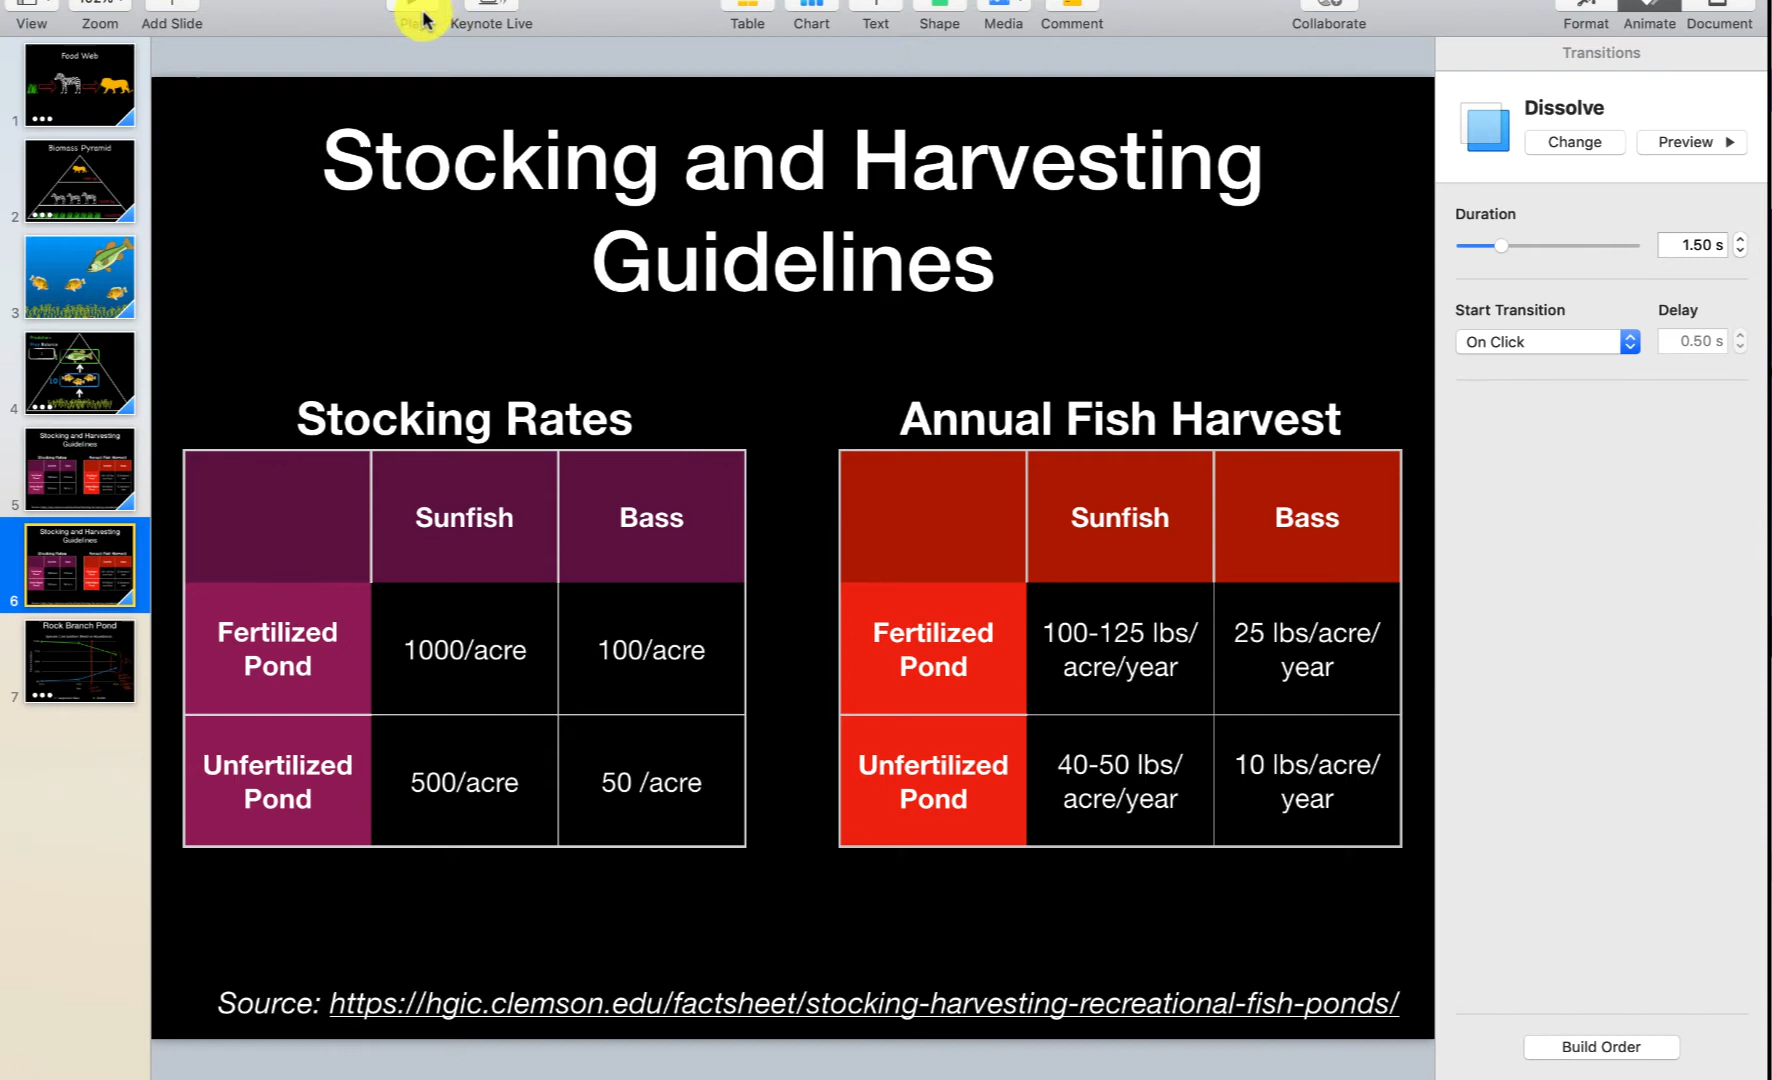 View
Zoom
Add Slide
Keynote Live
Table
Chart
Text
Shape
Media
Comment
Collaborate
Format
Animate
Document
Food Web
1
Biomass Pyramid
2
3
4
Stocking and Harvesting
Guidelines
5
Stocking and Harvesting
Guidelines
6
Rock Branch Pond
7
Stocking and Harvesting
Guidelines
Stocking Rates
Sunfish Bass
Fertilized
Pond
1000/acre 100/acre
Unfertilized
Pond
500/acre 50 /acre
Annual Fish Harvest
Sunfish Bass
Fertilized
Pond
100-125 lbs/
acre/year
25 lbs/acre/
year
Unfertilized
Pond
40-50 lbs/
acre/year
10 lbs/acre/
year
Source: https://hgic.clemson.edu/factsheet/stocking-harvesting-recreational-fish-ponds/
Transitions
Dissolve
Change
Preview
Duration
1.50 s
Start Transition Delay
On Click 0.50 s
Build Order